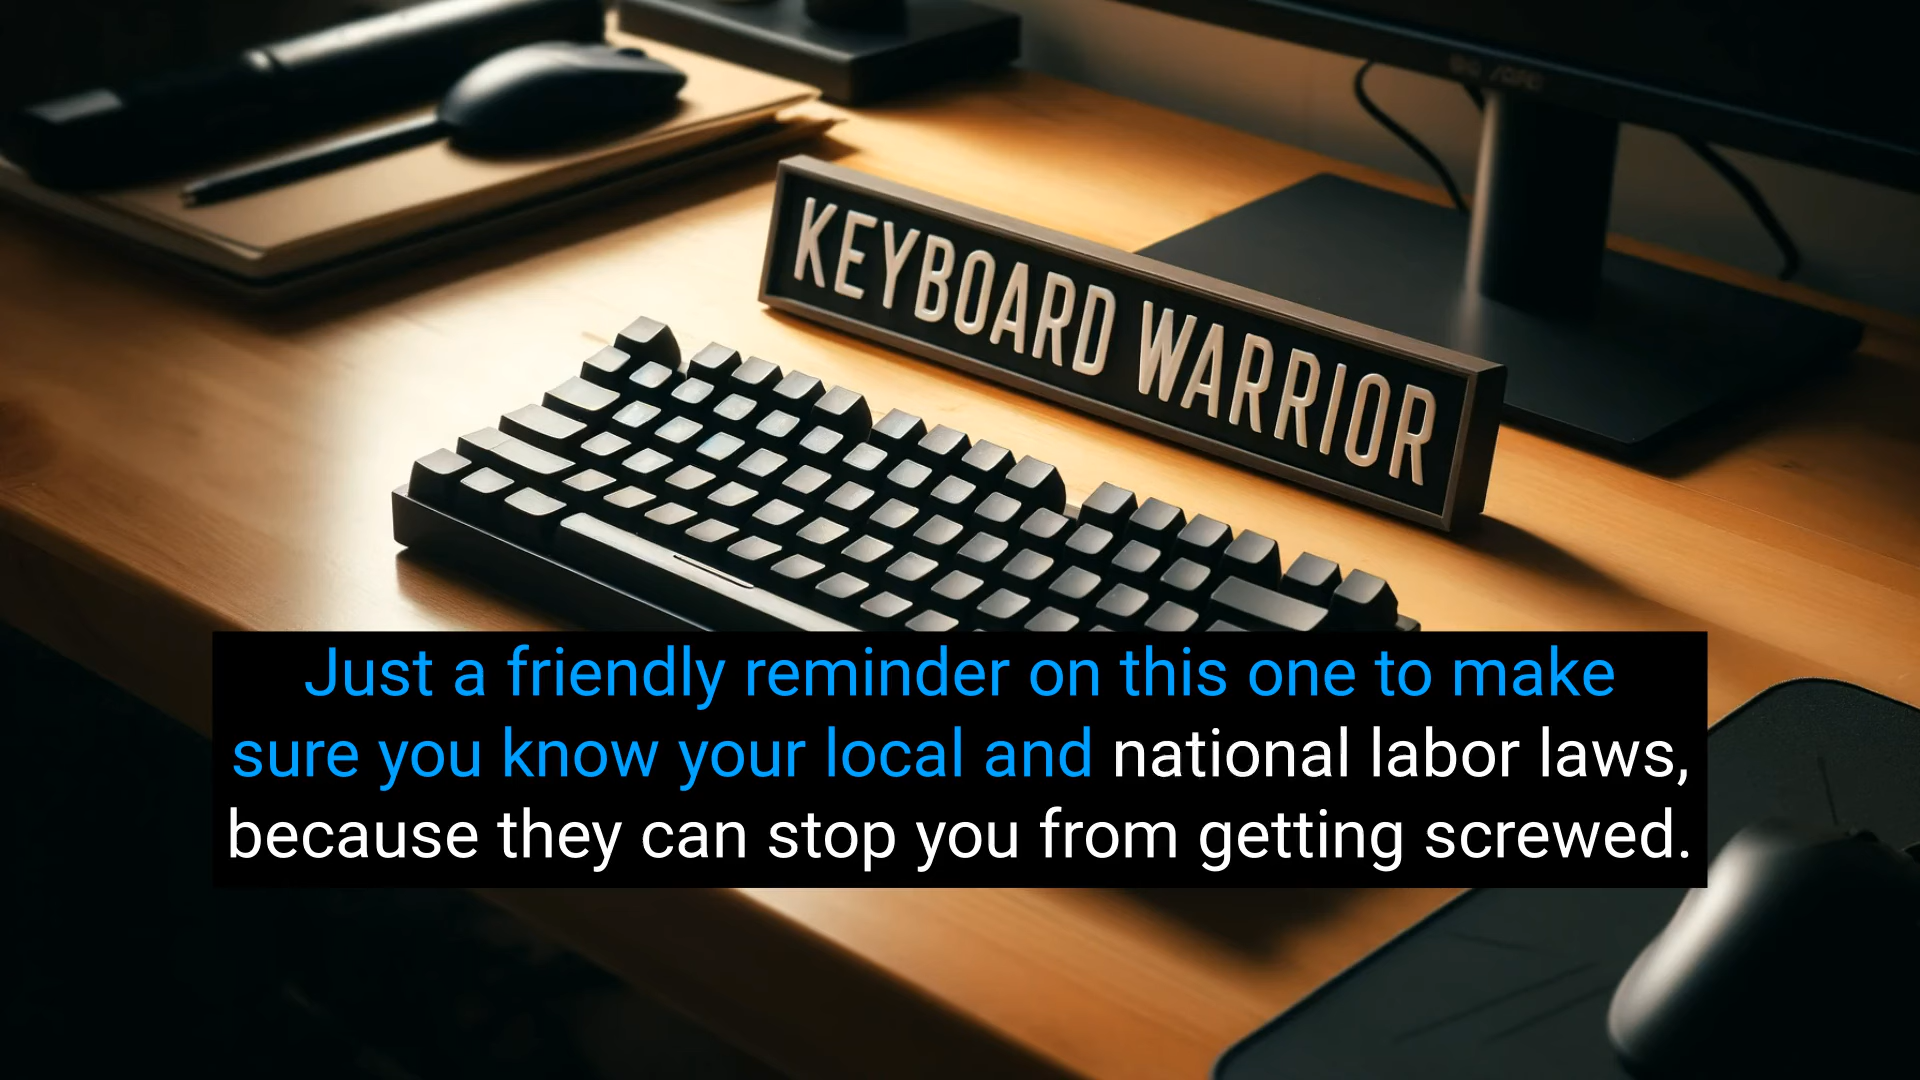 KEYBOARD WARRIOR
Just a friendly reminder on this one to make
sure you know your local and national labor laws,
because they can stop you from getting screwed.